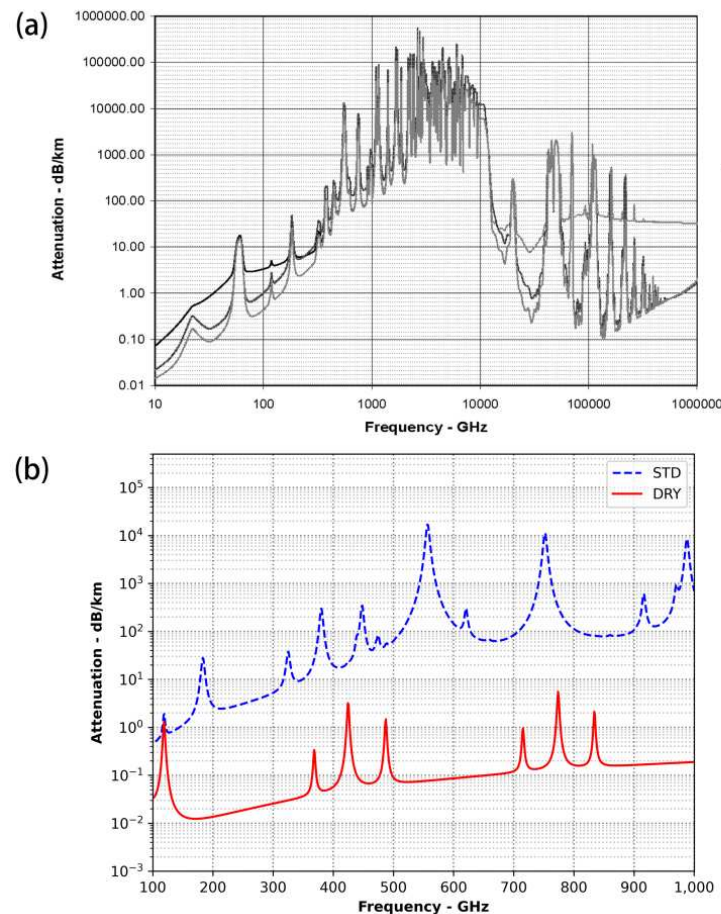 (a)
Attenuation - dB/km
1000000.00
100000.00
10000.00
1000.00
100.00
10.00
1.00
0.10
0.01
10 100 1000 10000 100000 1000000
Frequency - GHz
(b)
Attenuation - dB/km
STD
DRY
10⁵
10⁴
10³
10²
10¹
10⁰
10⁻¹
10⁻²
10⁻³
100 200 300 400 500 600 700 800 900 1,000
Frequency - GHz